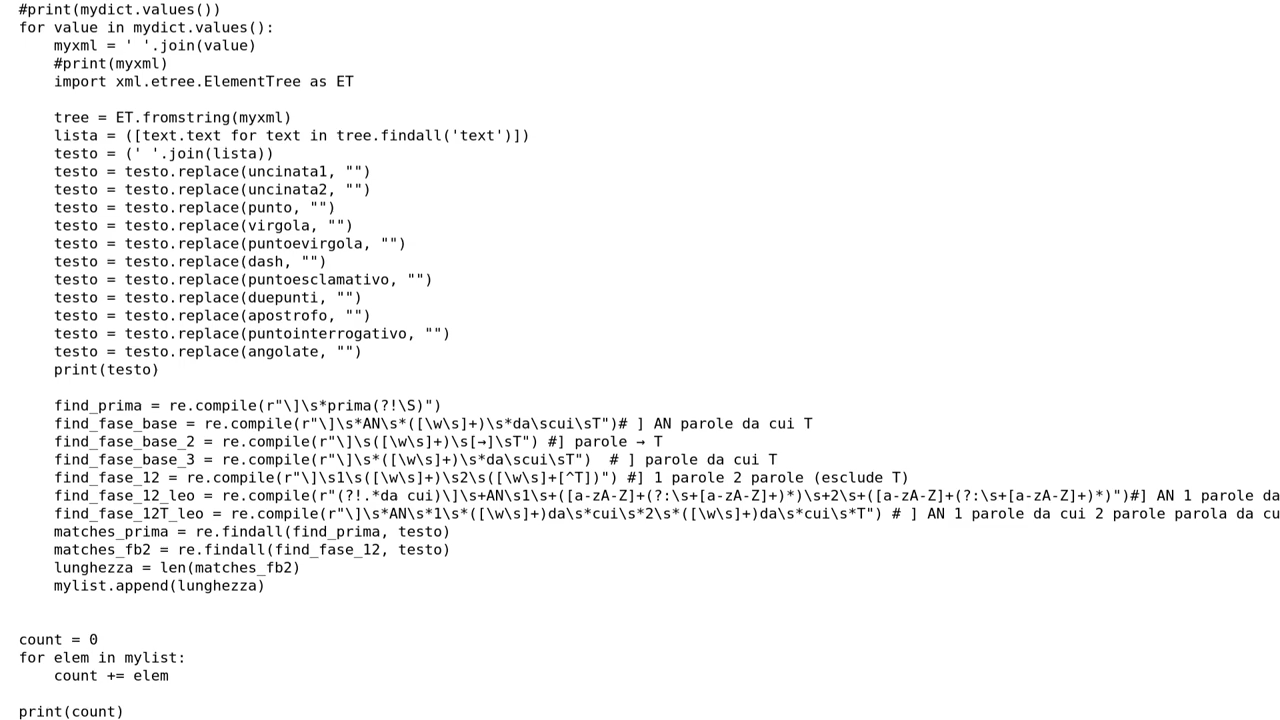 #print(mydict.values())
for value in mydict.values():
    myxml = ' '.join(value)
    #print(myxml)
    import xml.etree.ElementTree as ET

    tree = ET.fromstring(myxml)
    lista = ([text.text for text in tree.findall('text')])
    testo = (' '.join(lista))
    testo = testo.replace(uncinata1, "")
    testo = testo.replace(uncinata2, "")
    testo = testo.replace(punto, "")
    testo = testo.replace(virgola, "")
    testo = testo.replace(puntoevirgola, "")
    testo = testo.replace(dash, "")
    testo = testo.replace(puntoesclamativo, "")
    testo = testo.replace(duepunti, "")
    testo = testo.replace(apostrofo, "")
    testo = testo.replace(puntointerrogativo, "")
    testo = testo.replace(angolate, "")
    print(testo)

    find_prima = re.compile(r"\]\s*prima(?!\S)")
    find_fase_base = re.compile(r"\]\s*AN\s*([\w\s]+)\s*da\scui\sT")# ] AN parole da cui T
    find_fase_base_2 = re.compile(r"\]\s([\w\s]+)\s[→]\sT") #] parole → T
    find_fase_base_3 = re.compile(r"\]\s*([\w\s]+)\s*da\scui\sT")  # ] parole da cui T
    find_fase_12 = re.compile(r"\]\s1\s([\w\s]+)\s2\s([\w\s]+[^T])") #] 1 parole 2 parole (esclude T)
    find_fase_12_leo = re.compile(r"(?!.*da cui)\]\s+AN\s1\s+([a-zA-Z]+(?:\s+[a-zA-Z]+)*)\s+2\s+([a-zA-Z]+(?:\s+[a-zA-Z]+)*)")#] AN 1 parole da
    find_fase_12T_leo = re.compile(r"\]\s*AN\s*1\s*([\w\s]+)da\s*cui\s*2\s*([\w\s]+)da\s*cui\s*T") # ] AN 1 parole da cui 2 parole parola da cu
    matches_prima = re.findall(find_prima, testo)
    matches_fb2 = re.findall(find_fase_12, testo)
    lunghezza = len(matches_fb2)
    mylist.append(lunghezza)


count = 0
for elem in mylist:
    count += elem

print(count)